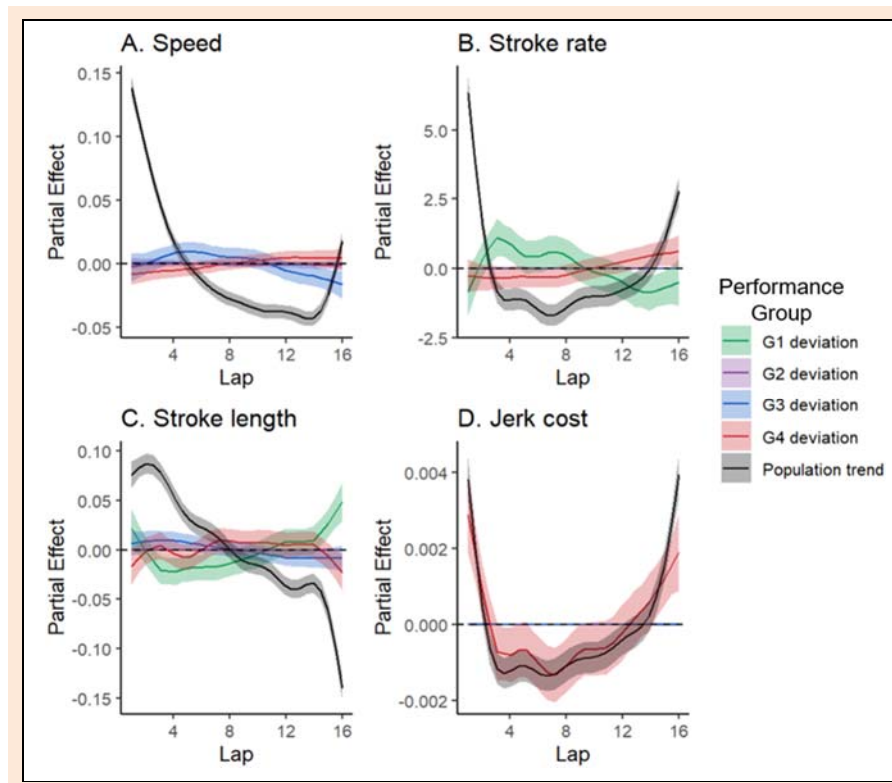 A. Speed
0.15
0.10
0.05
0.00
-0.05
Partial Effect
4 8 12 16
Lap
B. Stroke rate
5.0
2.5
0.0
-2.5
Partial Effect
4 8 12 16
Lap
C. Stroke length
0.10
0.05
0.00
-0.05
-0.10
-0.15
Partial Effect
4 8 12 16
Lap
D. Jerk cost
0.004
0.002
0.000
-0.002
Partial Effect
4 8 12 16
Lap
Performance
Group
G1 deviation
G2 deviation
G3 deviation
G4 deviation
Population trend